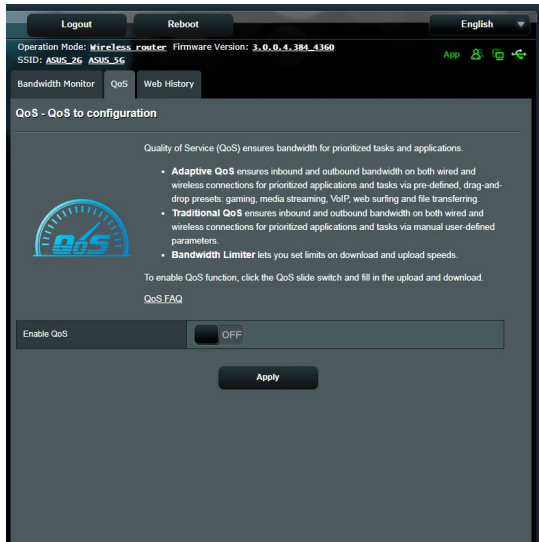 Logout Reboot English
Operation Mode: Wireless router Firmware Version: 3.0.0.4.384_4360
SSID: ASUS_2G ASUS_5G
App
Bandwidth Monitor QoS Web History
QoS - QoS to configuration
Quality of Service (QoS) ensures bandwidth for prioritized tasks and applications.
• Adaptive QoS ensures inbound and outbound bandwidth on both wired and
wireless connections for prioritized applications and tasks via pre-defined, drag-and-
drop presets: gaming, media streaming, VoIP, web surfing and file transferring.
• Traditional QoS ensures inbound and outbound bandwidth on both wired and
wireless connections for prioritized applications and tasks via manual user-defined
parameters.
• Bandwidth Limiter lets you set limits on download and upload speeds.
QoS
To enable QoS function, click the QoS slide switch and fill in the upload and download.
QoS FAQ
Enable QoS OFF
Apply